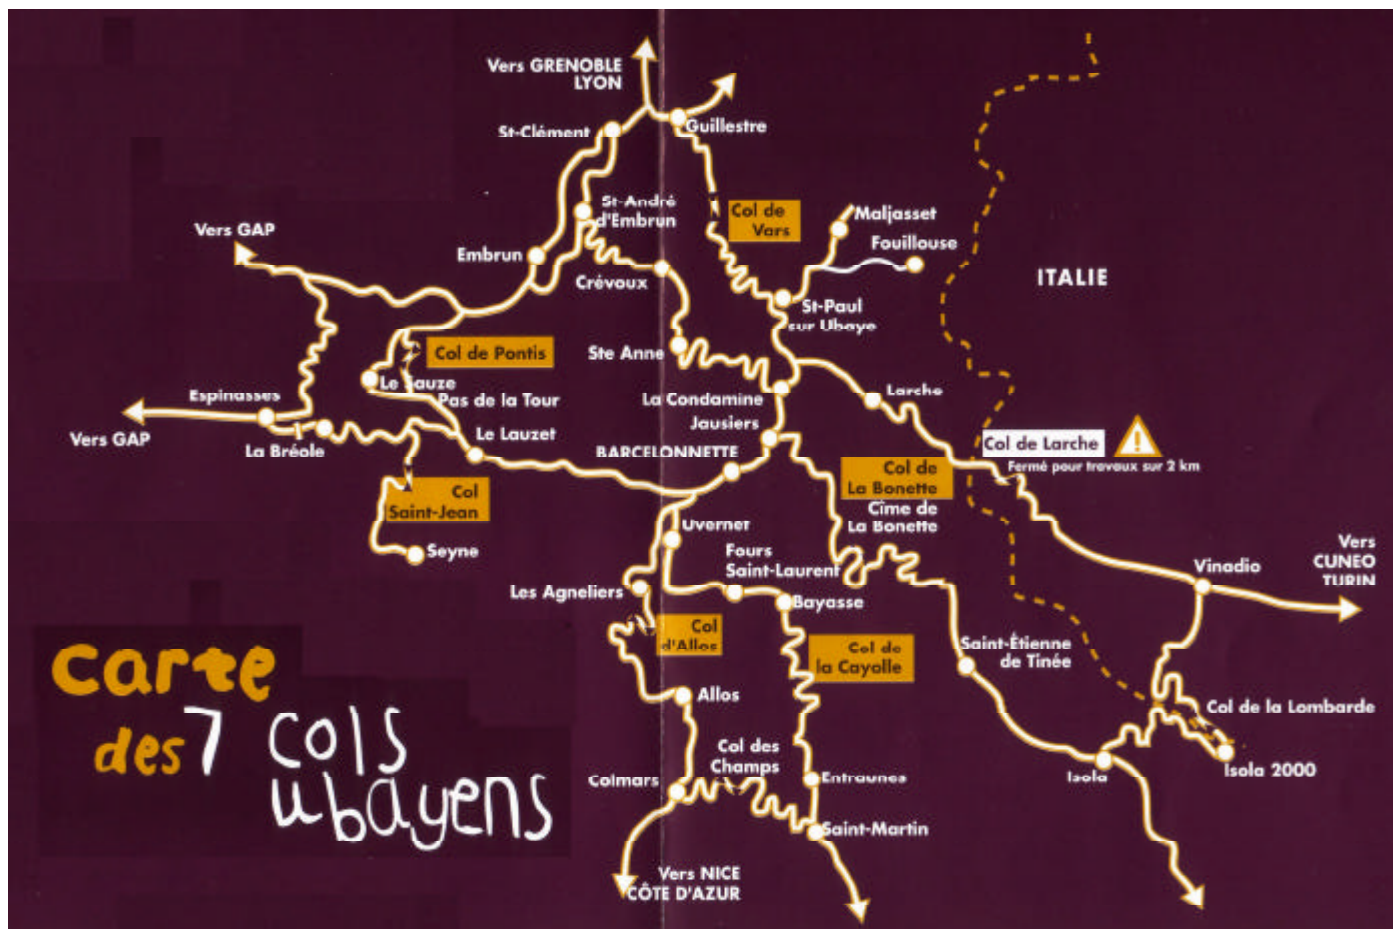 Vers GRENOBLE
LYON
St-Clément
Guillestre
St-André
d'Embrun
Col de
Vars
Maljasset
Fouillouse
Vers GAP
Embrun
Crévoux
ITALIE
St-Paul
sur Ubaye
Col de Pontis
Ste Anne
Le Sauze
Pas de la Tour
Espinasses
La Condamine
Larche
Vers GAP
La Bréole
Le Lauzet
Jausiers
BARCELONNETTE
Col de Larche
Fermé pour travaux sur 2 km
Col de
La Bonette
Cîme de
La Bonette
Col
Saint-Jean
Seyne
Uvernet
Fours
Saint-Laurent
Vers
CUNEO
TURIN
Vinadio
Les Agneliers
Bayasse
Col
d'Allos
Col de
la Cayolle
Saint-Étienne
de Tinée
Allos
Col de la Lombarde
Col des
Champs
Colmars
Entraunes
Isola
Isola 2000
Saint-Martin
Vers NICE
CÔTE D'AZUR
carte
des 7 cols
ubayens